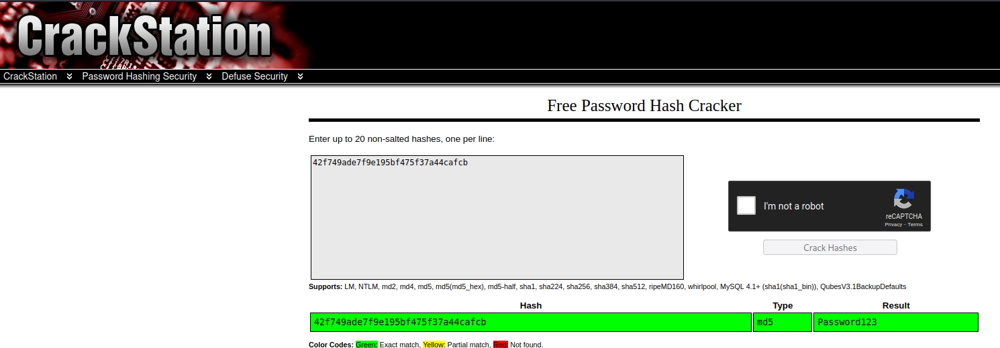 CrackStation
CrackStation Password Hashing Security Defuse Security
Free Password Hash Cracker
Enter up to 20 non-salted hashes, one per line:
42f749ade7f9e195bf475f37a44cafcb
I'm not a robot
reCAPTCHA
Privacy - Terms
Crack Hashes
Supports: LM, NTLM, md2, md4, md5, md5(md5_hex), md5-half, sha1, sha224, sha256, sha384, sha512, ripeMD160, whirlpool, MySQL 4.1+ (sha1(sha1_bin)), QubesV3.1BackupDefaults
Hash Type Result
42f749ade7f9e195bf475f37a44cafcb md5 Password123
Color Codes: Green: Exact match, Yellow: Partial match, Red: Not found.